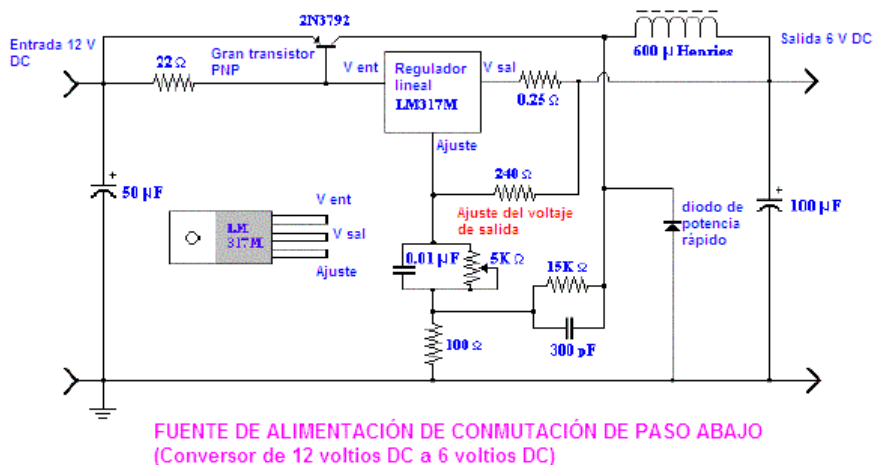 2N3792
Entrada 12 V
DC
22 Ω
Gran transistor
PNP
V ent
Regulador
lineal
LM317M
V sal
0.25 Ω
600 µ Henries
Salida 6 V DC
Ajuste
240 Ω
Ajuste del voltaje
de salida
50 µF
+
V ent
LM
317M
V sal
Ajuste
0.01 µF
5K Ω
15K Ω
300 pF
100 Ω
diodo de
potencia
rápido
+
100 µF
FUENTE DE ALIMENTACIÓN DE CONMUTACIÓN DE PASO ABAJO
(Conversor de 12 voltios DC a 6 voltios DC)